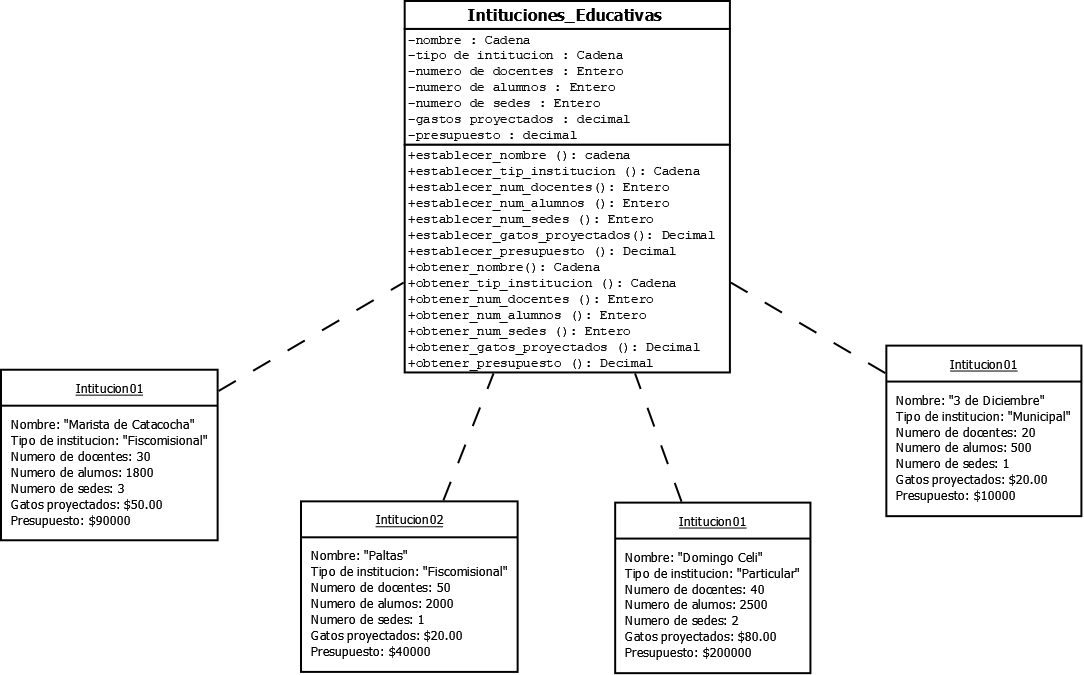 Intituciones_Educativas
-nombre : Cadena
-tipo de intitucion : Cadena
-numero de docentes : Entero
-numero de alumnos : Entero
-numero de sedes : Entero
-gastos proyectados : decimal
-presupuesto : decimal
+establecer_nombre (): cadena
+establecer_tip_institucion (): Cadena
+establecer_num_docentes(): Entero
+establecer_num_alumnos (): Entero
+establecer_num_sedes (): Entero
+establecer_gatos_proyectados(): Decimal
+establecer_presupuesto (): Decimal
+obtener_nombre(): Cadena
+obtener_tip_institucion (): Cadena
+obtener_num_docentes (): Entero
+obtener_num_alumnos (): Entero
+obtener_num_sedes (): Entero
+obtener_gatos_proyectados (): Decimal
+obtener_presupuesto (): Decimal
Intitucion01
Nombre: "Marista de Catacocha"
Tipo de institucion: "Fiscomisional"
Numero de docentes: 30
Numero de alumos: 1800
Numero de sedes: 3
Gatos proyectados: $50.00
Presupuesto: $90000
Intitucion02
Nombre: "Paltas"
Tipo de institucion: "Fiscomisional"
Numero de docentes: 50
Numero de alumos: 2000
Numero de sedes: 1
Gatos proyectados: $20.00
Presupuesto: $40000
Intitucion01
Nombre: "Domingo Celi"
Tipo de institucion: "Particular"
Numero de docentes: 40
Numero de alumos: 2500
Numero de sedes: 2
Gatos proyectados: $80.00
Presupuesto: $200000
Intitucion01
Nombre: "3 de Diciembre"
Tipo de institucion: "Municipal"
Numero de docentes: 20
Numero de alumos: 500
Numero de sedes: 1
Gatos proyectados: $20.00
Presupuesto: $10000